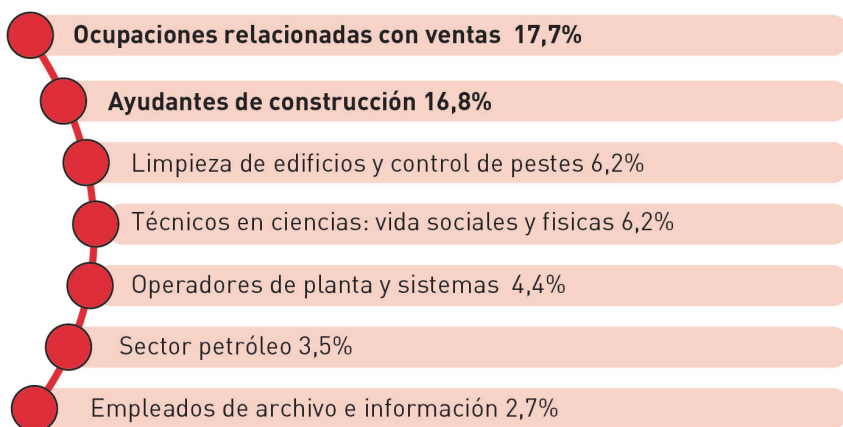 Ocupaciones relacionadas con ventas 17,7%
Ayudantes de construcción 16,8%
Limpieza de edificios y control de pestes 6,2%
Técnicos en ciencias: vida sociales y fisicas 6,2%
Operadores de planta y sistemas 4,4%
Sector petróleo 3,5%
Empleados de archivo e información 2,7%